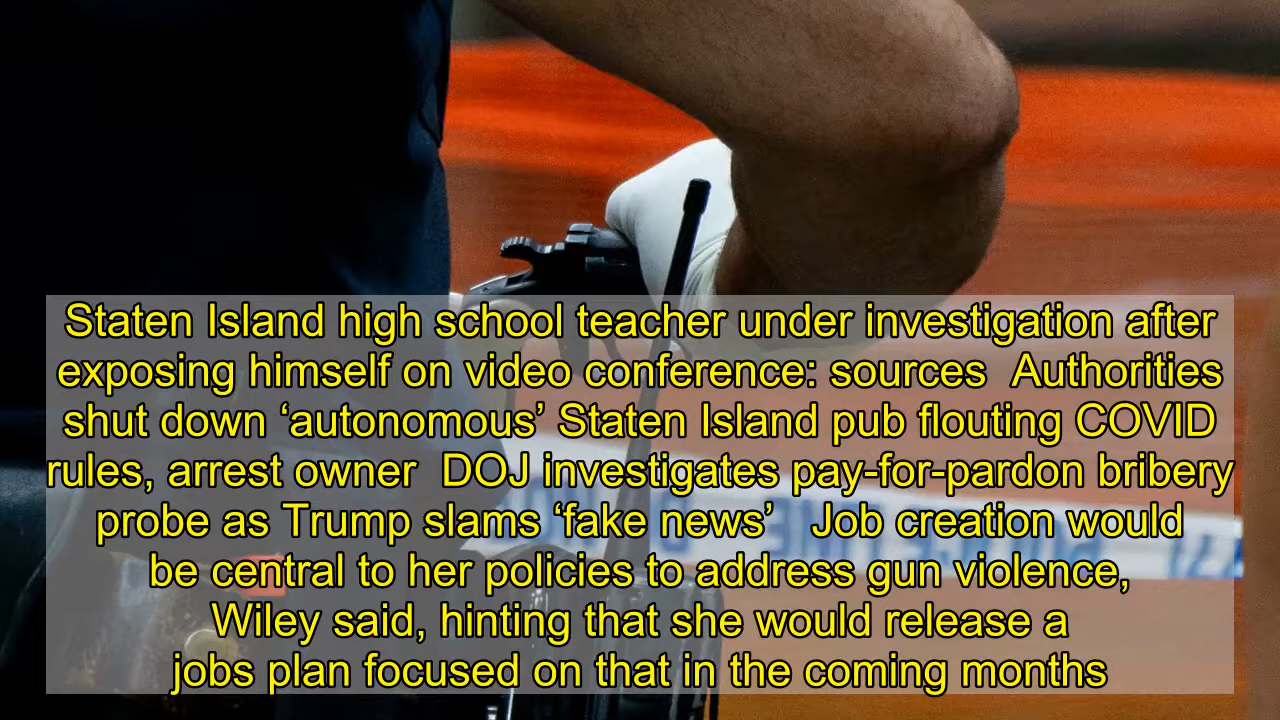 Staten Island high school teacher under investigation after
exposing himself on video conference: sources  Authorities
shut down ‘autonomous’ Staten Island pub flouting COVID
rules, arrest owner  DOJ investigates pay-for-pardon bribery
probe as Trump slams ‘fake news’   Job creation would
be central to her policies to address gun violence,
Wiley said, hinting that she would release a
jobs plan focused on that in the coming months